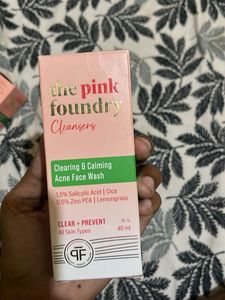 the pink
foundry
Cleansers
Clearing & Calming
Acne Face Wash
1.5% Salicylic Acid | Cica
0.5% Zinc PCA | Lemongrass
CLEAR + PREVENT
All Skin Types
40 ml
PF